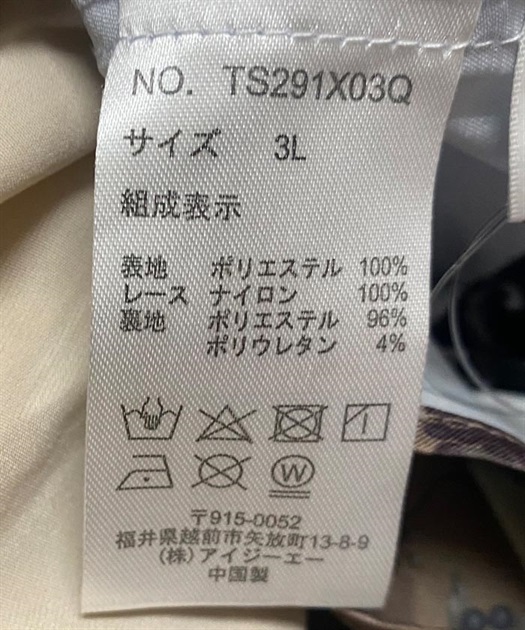 NO. TS291X03Q
サイズ 3L
組成表示
表地 ポリエステル 100%
レース ナイロン 100%
裏地 ポリエステル 96%
ポリウレタン 4%
W
〒915-0052
福井県越前市矢放町13-8-9
(株)アイジーエー
中国製